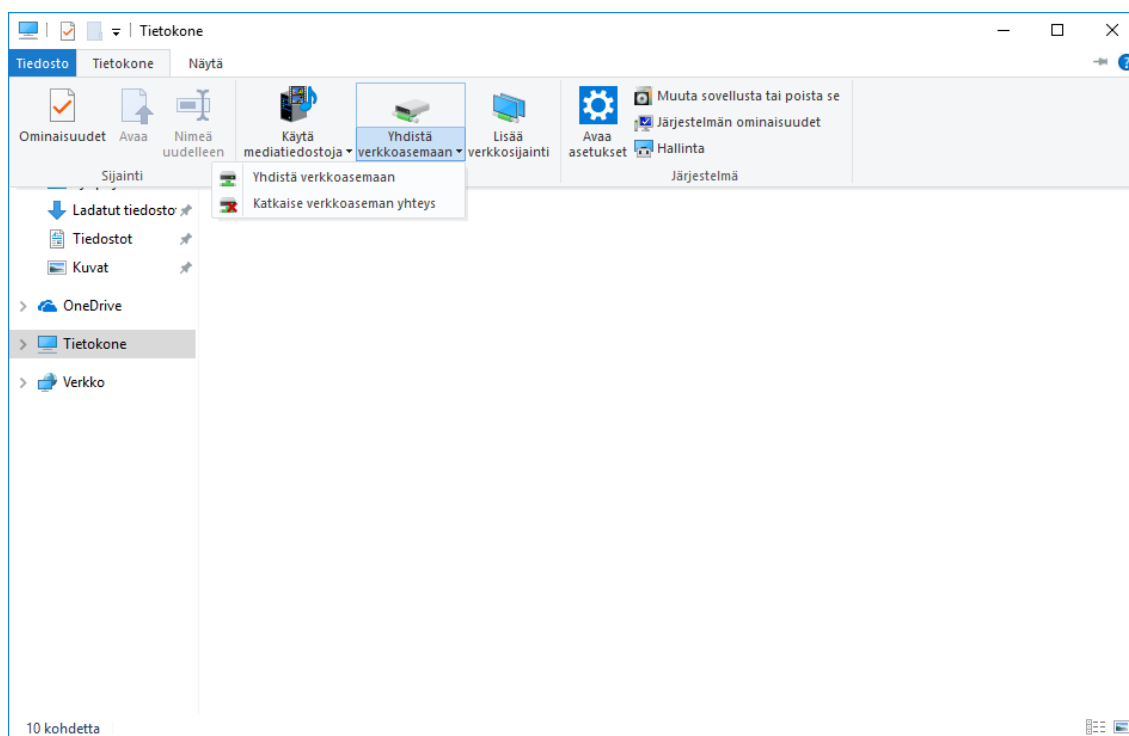 Tietokone
Tiedosto Tietokone Näytä
Ominaisuudet Avaa Nimeä uudelleen
Käytä mediatiedostoja
Yhdistä verkkoasemaan
Lisää verkkosijainti
Avaa asetukset
Muuta sovellusta tai poista se
Järjestelmän ominaisuudet
Hallinta
Sijainti
Järjestelmä
Yhdistä verkkoasemaan
Katkaise verkkoaseman yhteys
Ladatut tiedosto
Tiedostot
Kuvat
OneDrive
Tietokone
Verkko
10 kohdetta